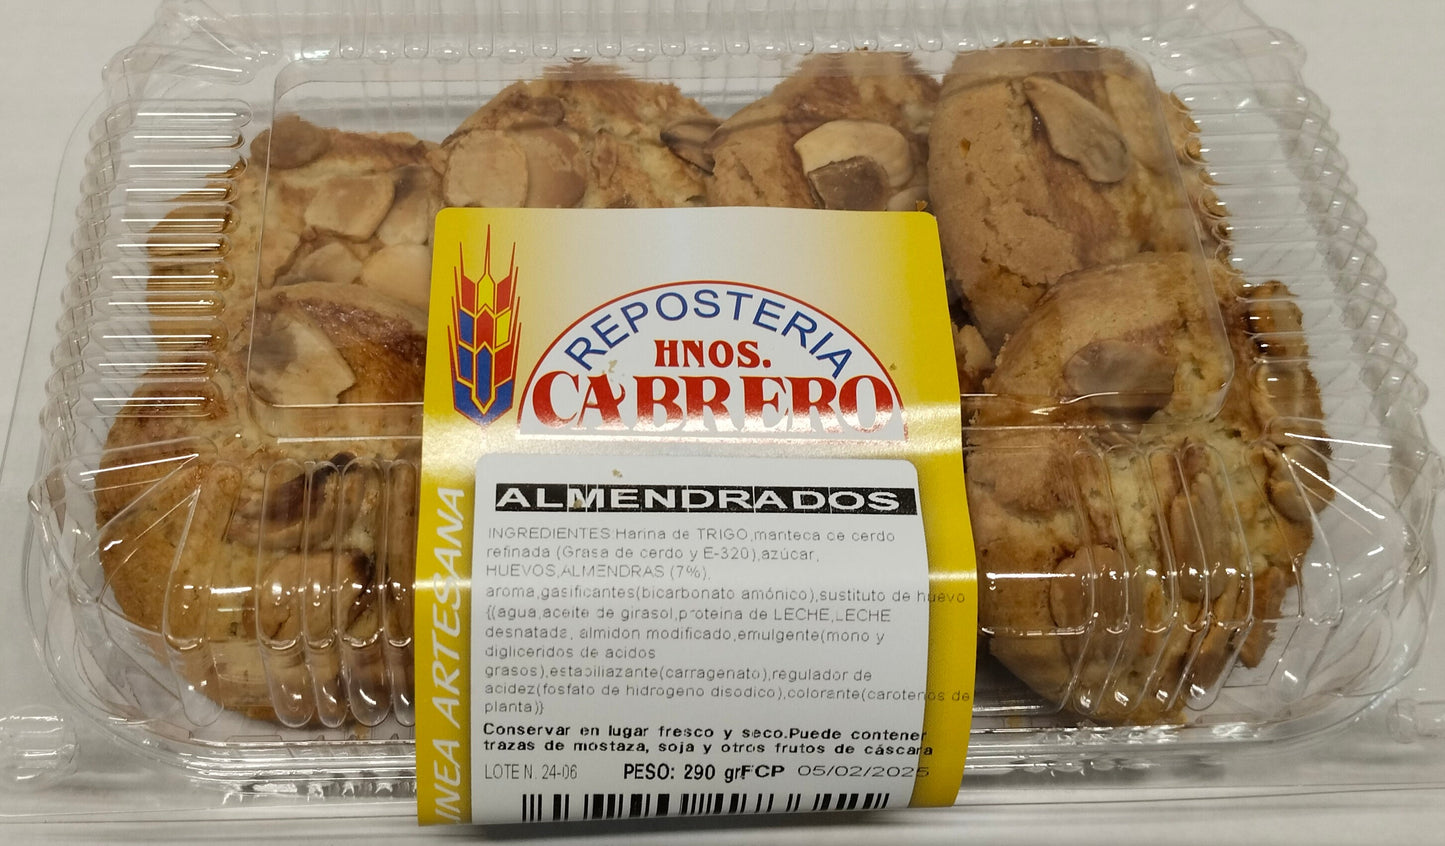 REPOSTERIA
HNOS.
CABRERO
INEA ARTESANA
ALMENDRADOS
INGREDIENTES:Harina de TRIGO,manteca ce cerdo
refinada (Grasa de cerdo y E-320),azúcar,
HUEVOS,ALMENDRAS (7%),
aroma,gasificantes(bicarbonato amónico),sustituto de huevo
{(agua,aceite de girasol,proteina de LECHE,LECHE
desnatada, almidon modificado,emulgente(mono y
digliceridos de acidos
grasos),estabiliazante(carragenato),regulador de
acidez(fosfato de hidrogeno disodico),colorante(carotenos de
planta)}
Conservar en lugar fresco y seco.Puede contener
trazas de mostaza, soja y otros frutos de cáscara
LOTE N. 24-06 PESO: 290 gr FCP 05/02/2025